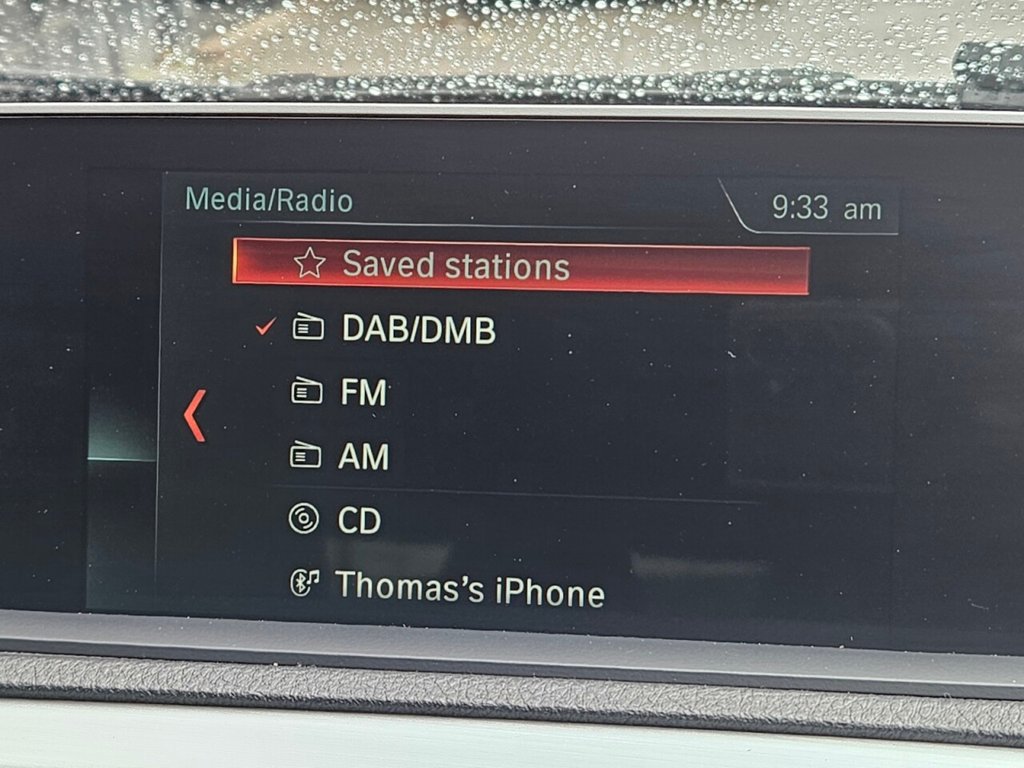 Media/Radio
9:33 am
Saved stations
DAB/DMB
FM
AM
CD
Thomas’s iPhone